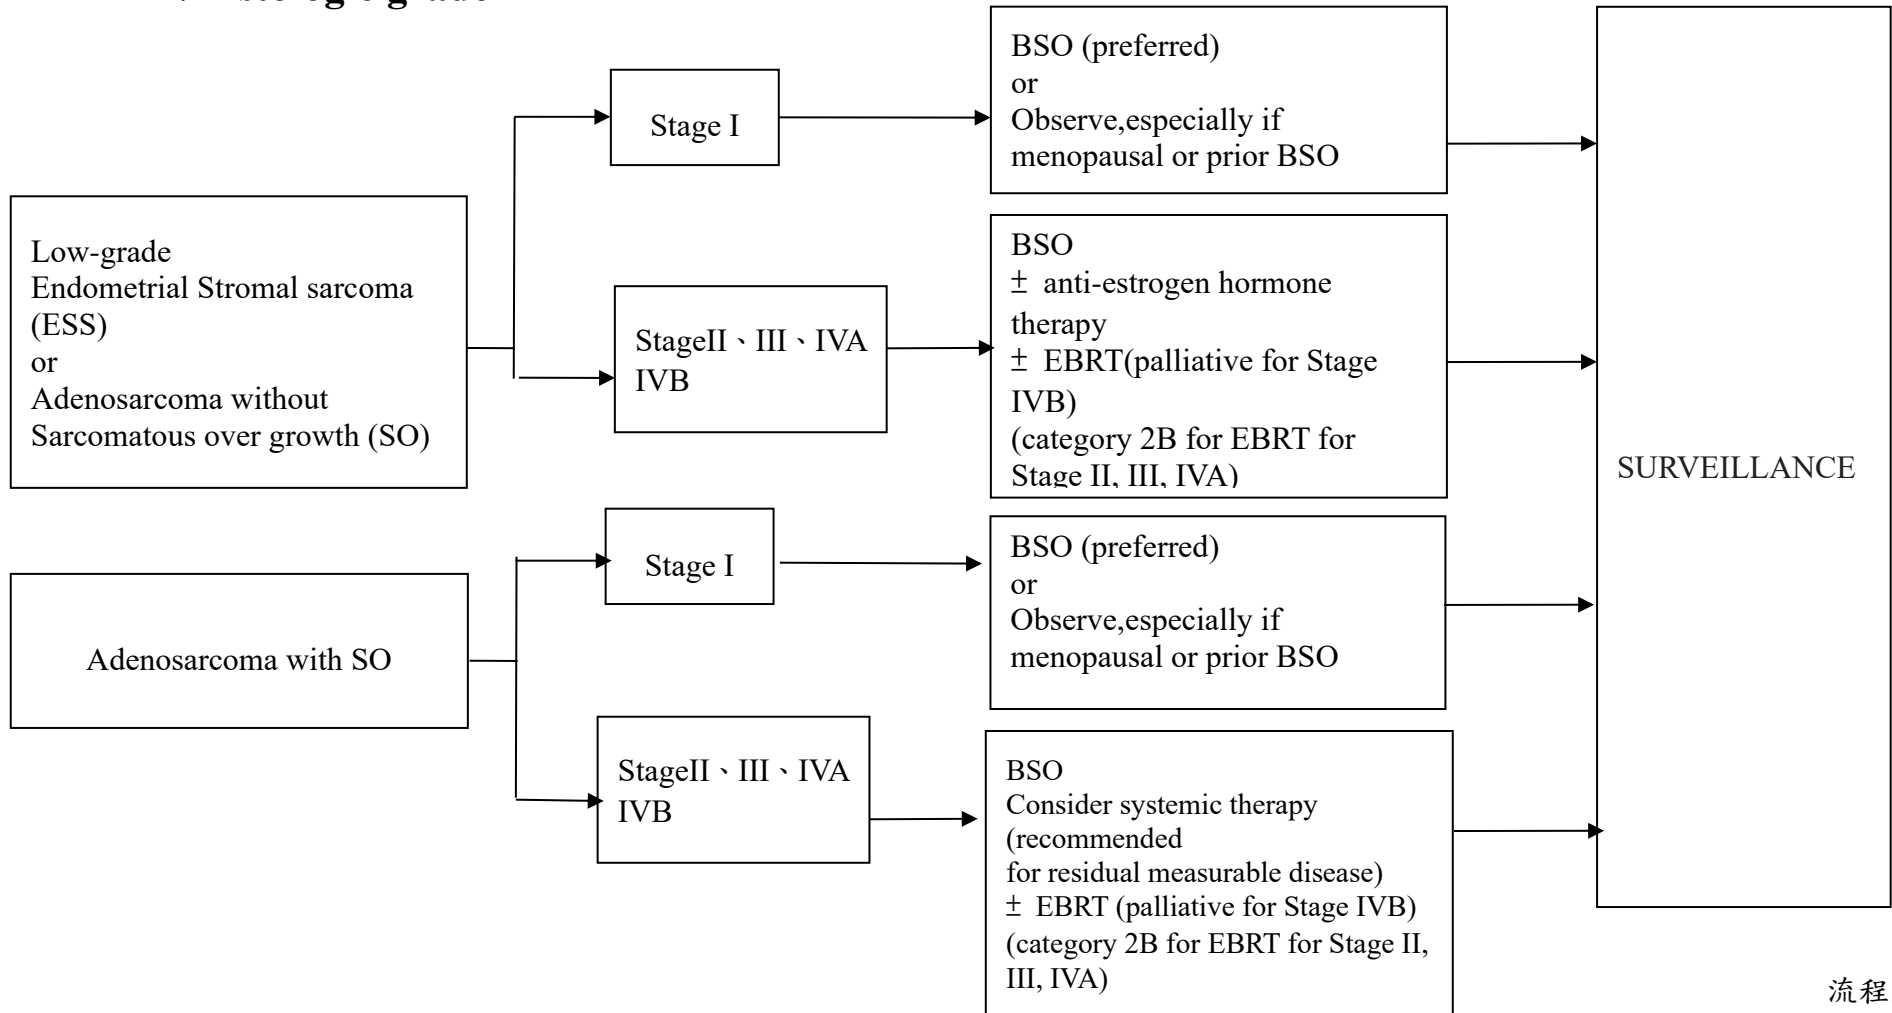 Stage I
BSO (preferred)
or
Observe,especially if
menopausal or prior BSO
Low-grade
Endometrial Stromal sarcoma
(ESS)
or
Adenosarcoma without
Sarcomatous over growth (SO)
StageII、III、IVA
IVB
BSO
± anti-estrogen hormone
therapy
± EBRT(palliative for Stage
IVB)
(category 2B for EBRT for
Stage II, III, IVA)
SURVEILLANCE
Adenosarcoma with SO
Stage I
BSO (preferred)
or
Observe,especially if
menopausal or prior BSO
StageII、III、IVA
IVB
BSO
Consider systemic therapy
(recommended
for residual measurable disease)
± EBRT (palliative for Stage IVB)
(category 2B for EBRT for Stage II,
III, IVA)
流程